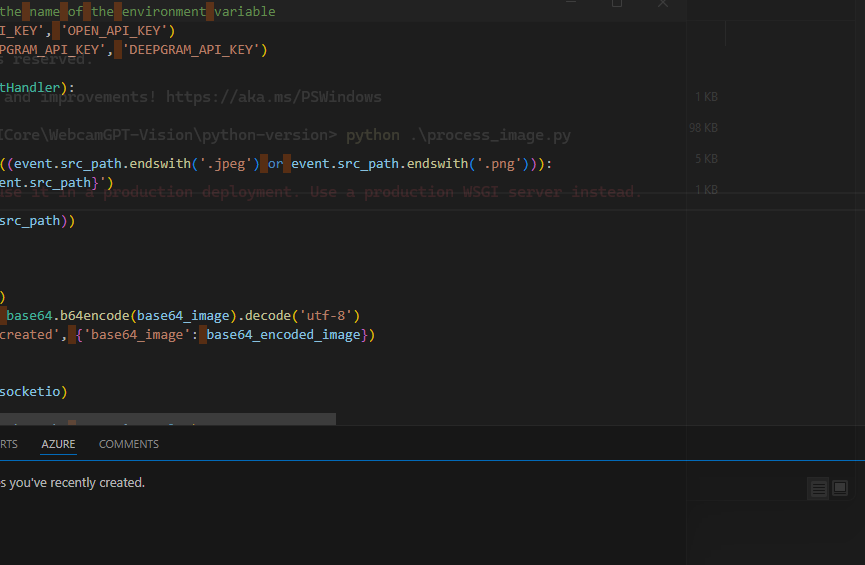 the name of the environment variable
I_KEY', 'OPEN_API_KEY')
PGRAM_API_KEY', 'DEEPGRAM_API_KEY')
s reserved.
tHandler):
and improvements! https://aka.ms/PSWindows
1 KB
98 KB
ICore\WebcamGPT-Vision\python-version> python .\process_image.py
5 KB
((event.src_path.endswith('.jpeg') or event.src_path.endswith('.png'))):
ent.src_path}')
1 KB
use it in a production deployment. Use a production WSGI server instead.
src_path))
)
base64.b64encode(base64_image).decode('utf-8')
created', {'base64_image': base64_encoded_image})
socketio)
RTS AZURE COMMENTS
s you've recently created.